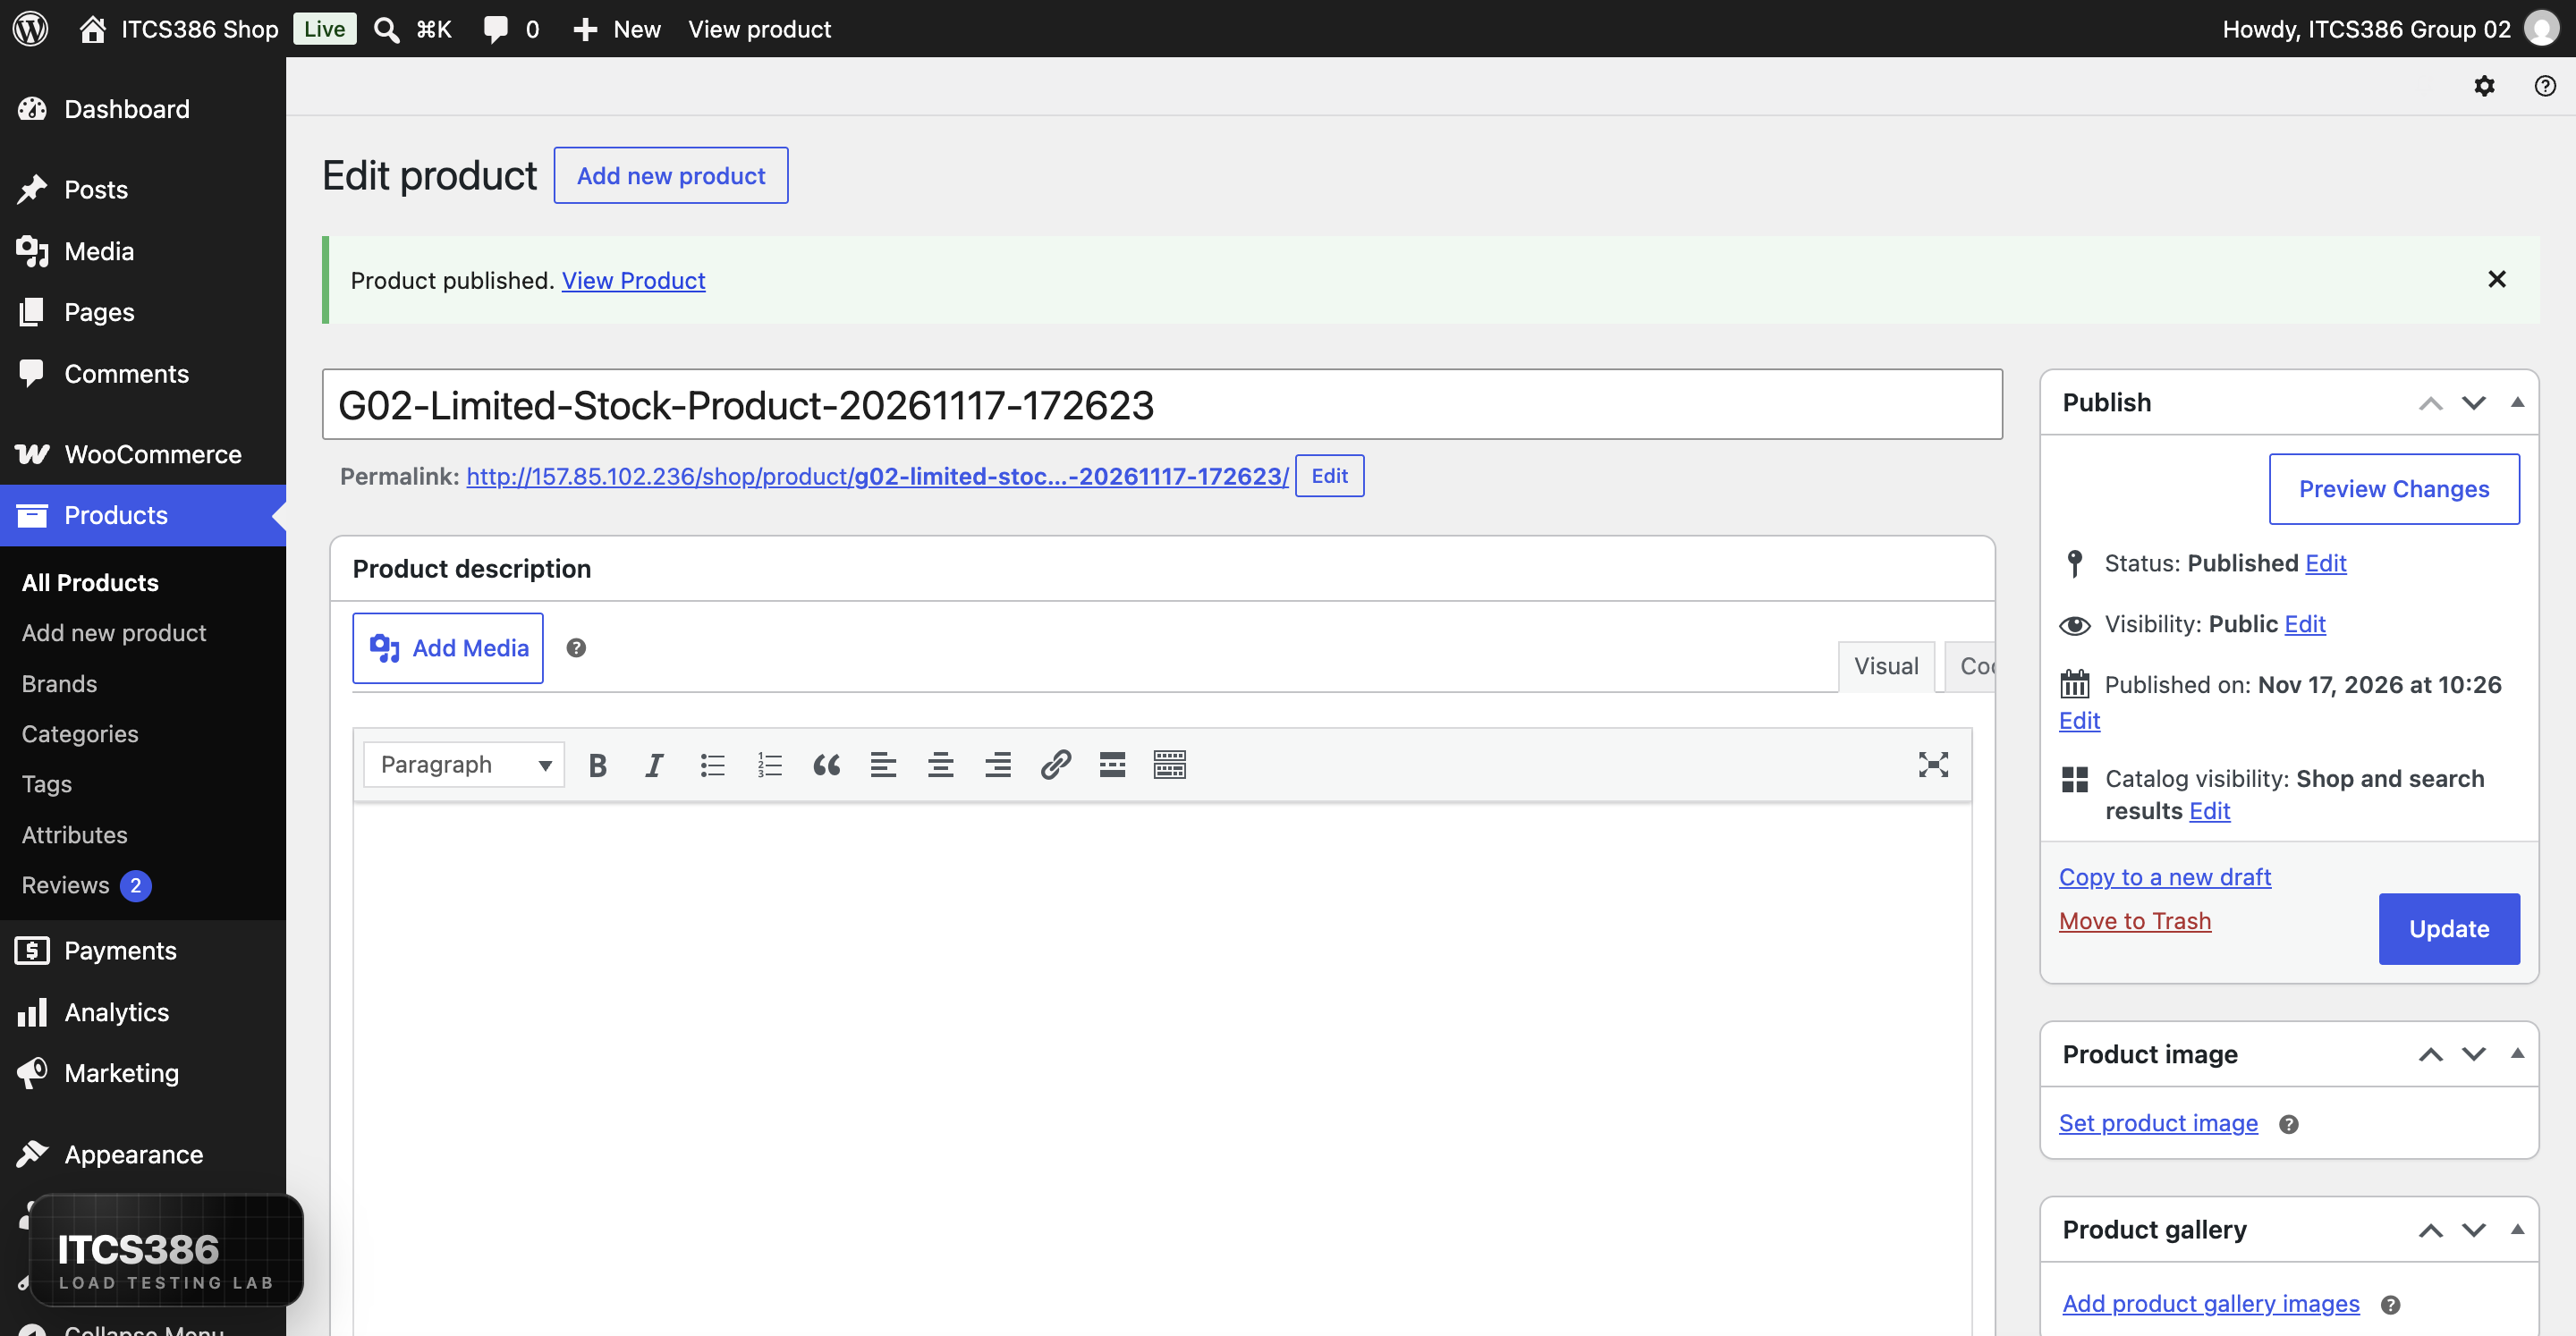 ITCS386 Shop Live ⌘K 0 New View product Howdy, ITCS386 Group 02
Dashboard
Posts
Media
Pages
Comments
WooCommerce
Products
All Products
Add new product
Brands
Categories
Tags
Attributes
Reviews 2
Payments
Analytics
Marketing
Appearance
ITCS386
LOAD TESTING LAB
Collapse Menu
Edit product Add new product
Product published. View Product
G02-Limited-Stock-Product-20261117-172623
Permalink: http://157.85.102.236/shop/product/g02-limited-stoc...-20261117-172623/ Edit
Product description
Add Media
Visual
Paragraph
Publish
Preview Changes
Status: Published Edit
Visibility: Public Edit
Published on: Nov 17, 2026 at 10:26
Edit
Catalog visibility: Shop and search
results Edit
Copy to a new draft
Move to Trash
Update
Product image
Set product image
Product gallery
Add product gallery images